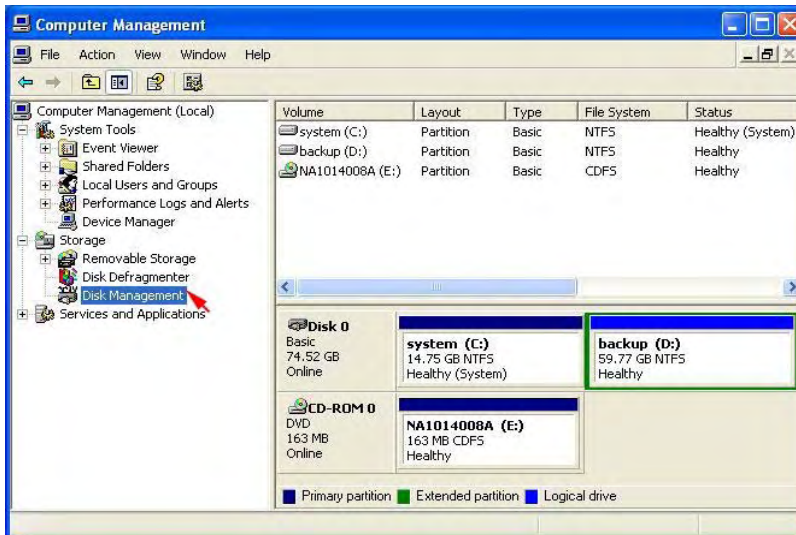 Computer Management
File Action View Window Help
Computer Management (Local)
System Tools
Event Viewer
Shared Folders
Local Users and Groups
Performance Logs and Alerts
Device Manager
Storage
Removable Storage
Disk Defragmenter
Disk Management
Services and Applications
Volume Layout Type File System Status
system (C:) Partition Basic NTFS Healthy (System)
backup (D:) Partition Basic NTFS Healthy
NA1014008A (E:) Partition Basic CDFS Healthy
Disk 0
Basic
74.52 GB
Online
system (C:)
14.75 GB NTFS
Healthy (System)
backup (D:)
59.77 GB NTFS
Healthy
CD-ROM 0
DVD
163 MB
Online
NA1014008A (E:)
163 MB CDFS
Healthy
Primary partition Extended partition Logical drive